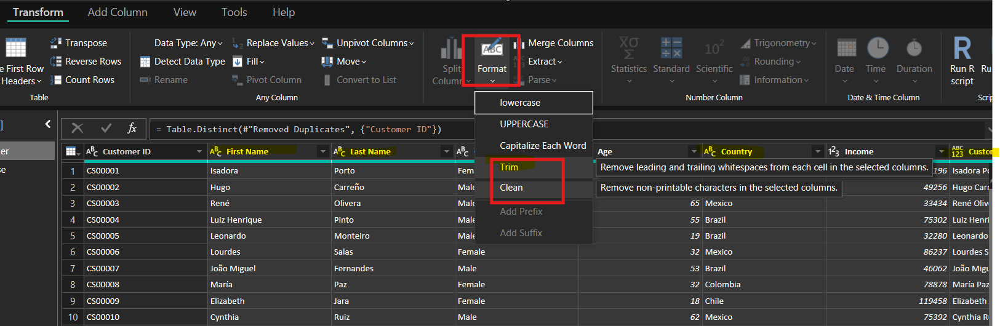 Transform Add Column View Tools Help
Transpose
Reverse Rows
Count Rows
e First Row
Headers
Table
Data Type: Any
Detect Data Type
Rename
Replace Values
Fill
Pivot Column
Unpivot Columns
Move
Convert to List
Any Column
Split
Column
ABC
Format
Merge Columns
Extract
Parse
Statistics
Standard
Scientific
Trigonometry
Rounding
Information
Number Column
Date
Time
Duration
Date & Time Column
Run R
script
Ru
Scrip
lowercase
UPPERCASE
Capitalize Each Word
Trim
Clean
Add Prefix
Add Suffix
Remove leading and trailing whitespaces from each cell in the selected columns.
Remove non-printable characters in the selected columns.
]
er
se
fx = Table.Distinct(#"Removed Duplicates", {"Customer ID"})
Customer ID First Name Last Name Age Country Income Custor
1 CS00001 Isadora Porto Fem 196 Isadora Po
2 CS00002 Hugo Carreño Male 49256 Hugo Carr
3 CS00003 René Olivera Male 65 Mexico 33434 René Olive
4 CS00004 Luiz Henrique Pinto Male 55 Brazil 75302 Luiz Henri
5 CS00005 Leonardo Monteiro Male 19 Brazil 32280 Leonardo
6 CS00006 Lourdes Salas Female 32 Mexico 86237 Lourdes S
7 CS00007 João Miguel Fernandes Male 53 Brazil 46062 João Migu
8 CS00008 María Paz Female 32 Colombia 78878 María Paz
9 CS00009 Elizabeth Jara Female 18 Chile 119458 Elizabeth
10 CS00010 Cynthia Ruiz Male 62 Mexico 75392 Cynthia R